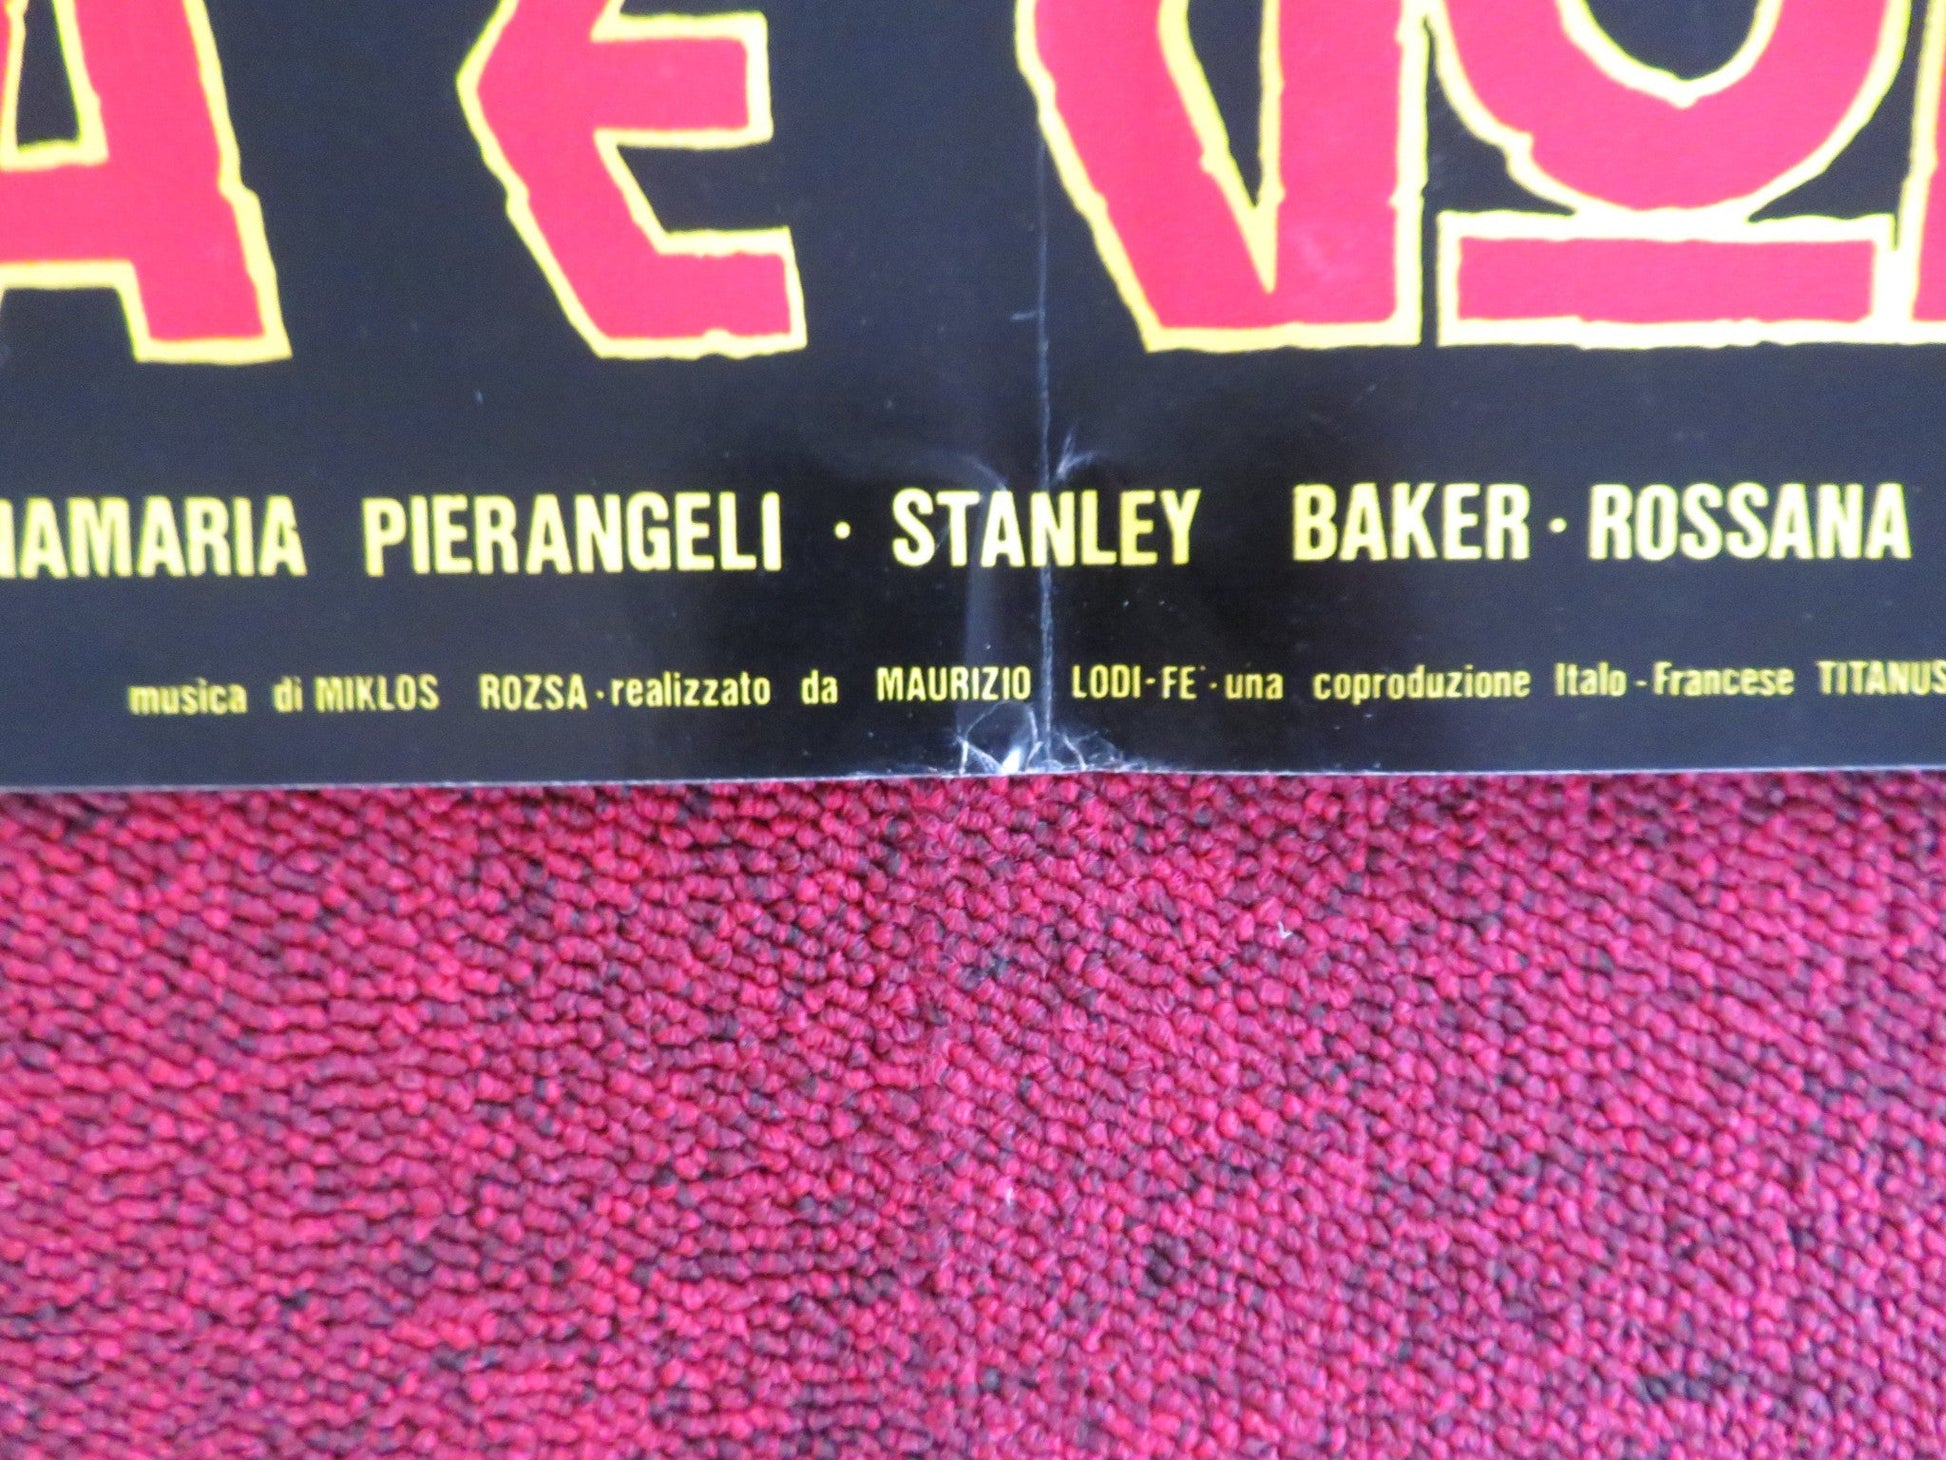 A E GO
NAMARIA PIERANGELI · STANLEY BAKER · ROSSANA
musica di MIKLOS ROZSA · realizzato da MAURIZIO LODI-FE' · una coproduzione Italo-Francese TITANUS